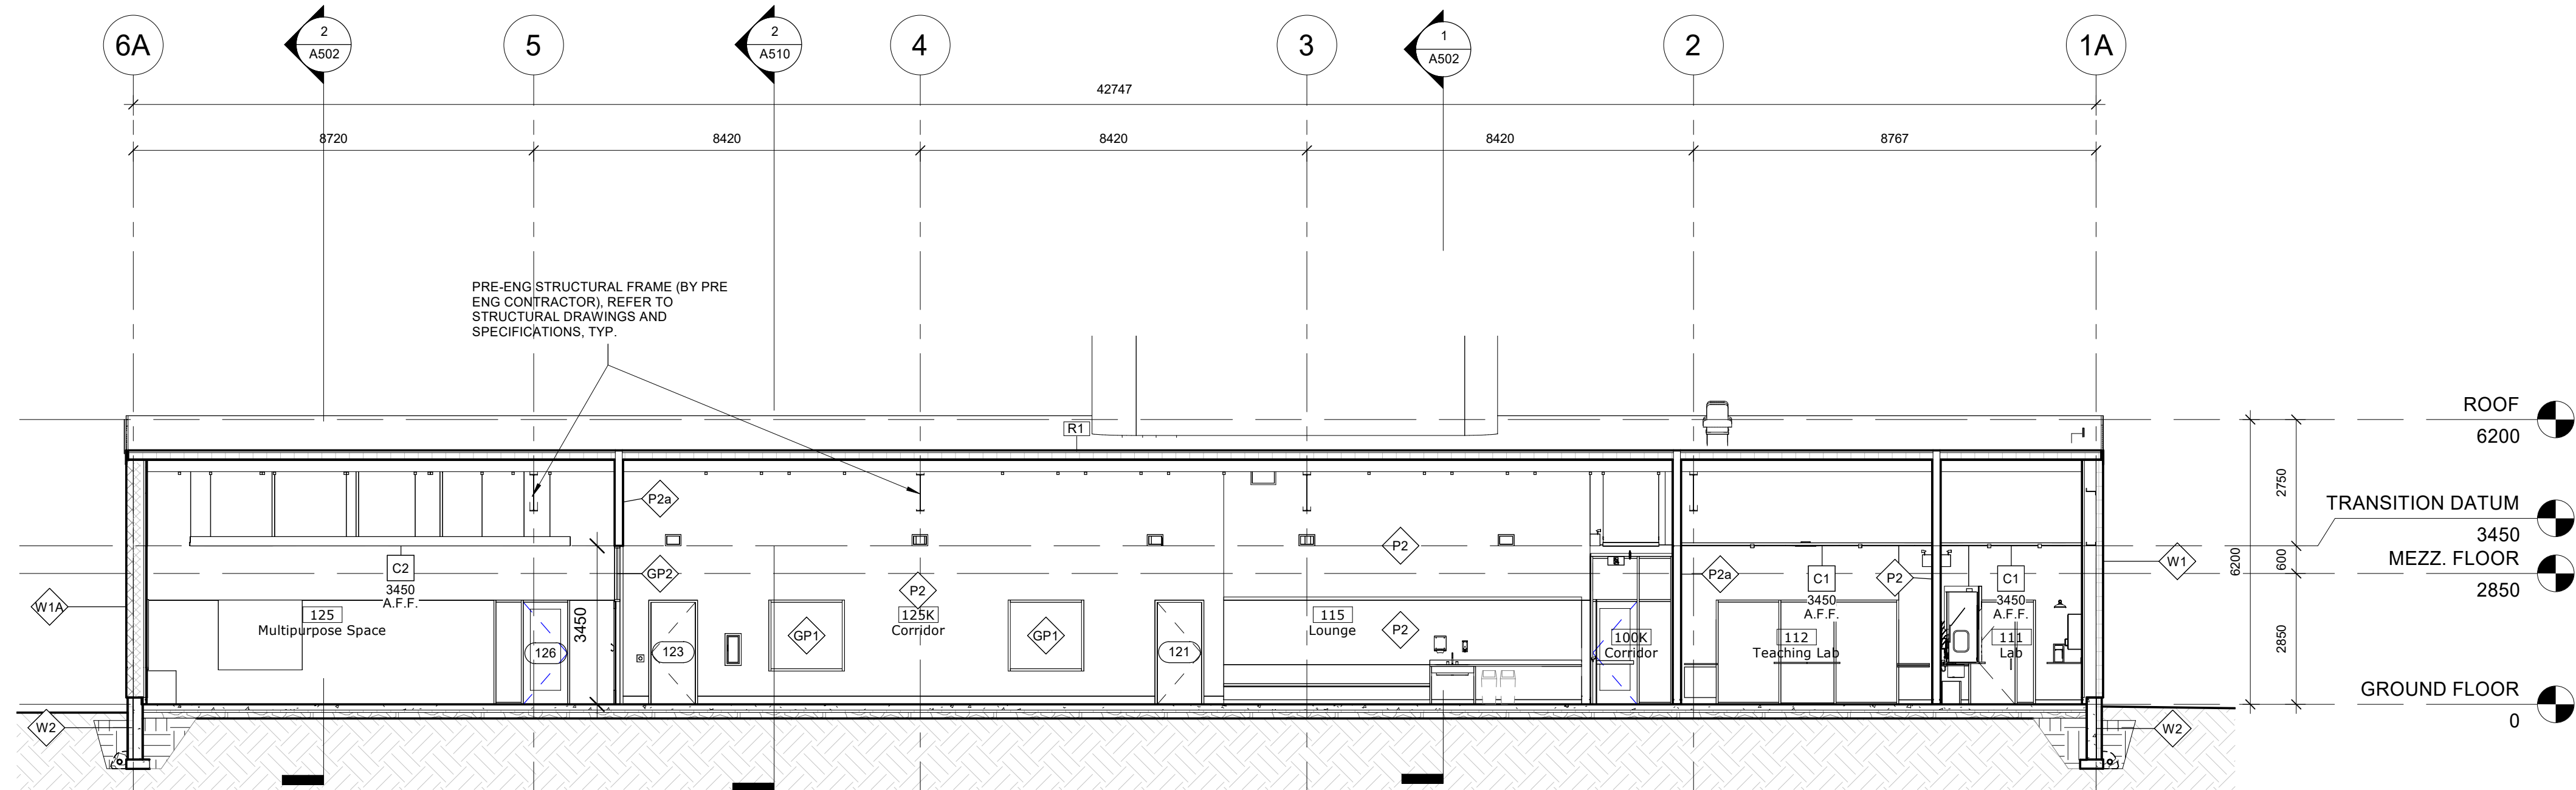 6A
2
A502
5
2
A510
4
3
1
A502
2
1A
42747
8720
8420
8420
8420
8767
PRE-ENG STRUCTURAL FRAME (BY PRE
ENG CONTRACTOR), REFER TO
STRUCTURAL DRAWINGS AND
SPECIFICATIONS, TYP.
R1
ROOF
6200
2750
TRANSITION DATUM
3450
6200
600
MEZZ. FLOOR
2850
2850
GROUND FLOOR
0
P2a
P2
GP2
C2
3450
A.F.F.
P2
P2a
C1
3450
A.F.F.
P2
C1
3450
A.F.F.
W1
W1A
125
Multipurpose Space
126
3450
123
GP1
125K
Corridor
GP1
121
115
Lounge
P2
100K
Corridor
112
Teaching Lab
111
Lab
W2
W2